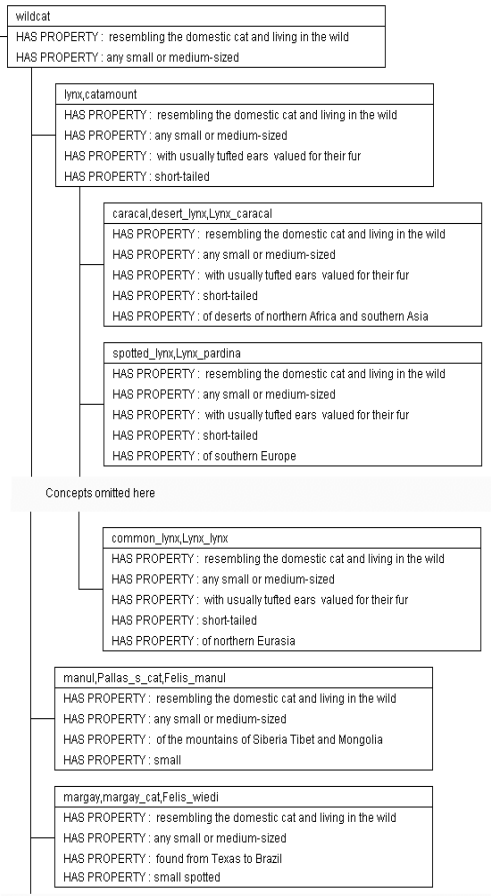 wildcat
HAS PROPERTY : resembling the domestic cat and living in the wild
HAS PROPERTY : any small or medium-sized
lynx,catamount
HAS PROPERTY : resembling the domestic cat and living in the wild
HAS PROPERTY : any small or medium-sized
HAS PROPERTY : with usually tufted ears valued for their fur
HAS PROPERTY : short-tailed
caracal,desert_lynx,Lynx_caracal
HAS PROPERTY : resembling the domestic cat and living in the wild
HAS PROPERTY : any small or medium-sized
HAS PROPERTY : with usually tufted ears valued for their fur
HAS PROPERTY : short-tailed
HAS PROPERTY : of deserts of northern Africa and southern Asia
spotted_lynx,Lynx_pardina
HAS PROPERTY : resembling the domestic cat and living in the wild
HAS PROPERTY : any small or medium-sized
HAS PROPERTY : with usually tufted ears valued for their fur
HAS PROPERTY : short-tailed
HAS PROPERTY : of southern Europe
Concepts omitted here
common_lynx,Lynx_lynx
HAS PROPERTY : resembling the domestic cat and living in the wild
HAS PROPERTY : any small or medium-sized
HAS PROPERTY : with usually tufted ears valued for their fur
HAS PROPERTY : short-tailed
HAS PROPERTY : of northern Eurasia
manul,Pallas_s_cat,Felis_manul
HAS PROPERTY : resembling the domestic cat and living in the wild
HAS PROPERTY : any small or medium-sized
HAS PROPERTY : of the mountains of Siberia Tibet and Mongolia
HAS PROPERTY : small
margay,margay_cat,Felis_wiedi
HAS PROPERTY : resembling the domestic cat and living in the wild
HAS PROPERTY : any small or medium-sized
HAS PROPERTY : found from Texas to Brazil
HAS PROPERTY : small spotted